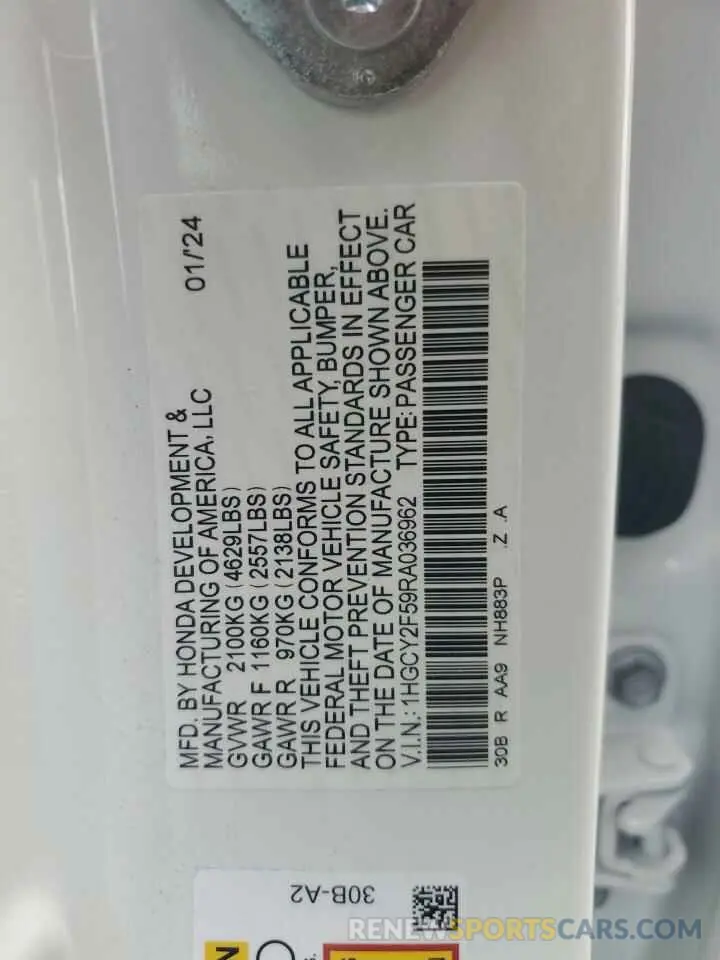 MFD. BY HONDA DEVELOPMENT &
MANUFACTURING OF AMERICA, LLC 01/'24
GVWR 2100KG (4629LBS)
GAWR F 1160KG (2557LBS)
GAWR R 970KG (2138LBS)
THIS VEHICLE CONFORMS TO ALL APPLICABLE
FEDERAL MOTOR VEHICLE SAFETY, BUMPER,
AND THEFT PREVENTION STANDARDS IN EFFECT
ON THE DATE OF MANUFACTURE SHOWN ABOVE.
V.I.N.:1HGCY2F59RA036962 TYPE:PASSENGER CAR
30B R AA9 NH883P .Z .A
30B-A2
RENEWSPORTSCARS.COM